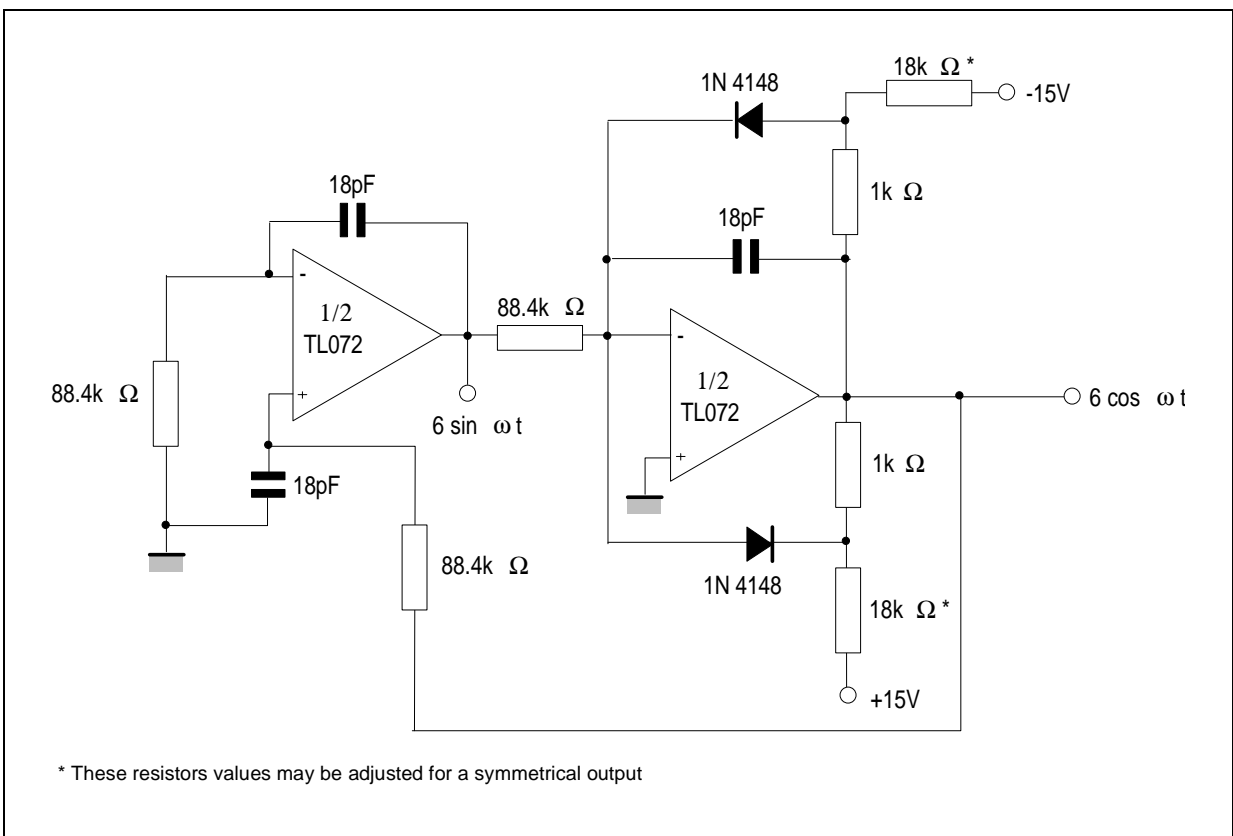 18k Ω *
1N 4148
-15V
1k Ω
18pF
18pF
-
1/2
TL072
88.4k Ω
-
1/2
TL072
88.4k Ω
+
6 sin ω t
6 cos ω t
+
18pF
1k Ω
88.4k Ω
1N 4148
18k Ω *
+15V
* These resistors values may be adjusted for a symmetrical output